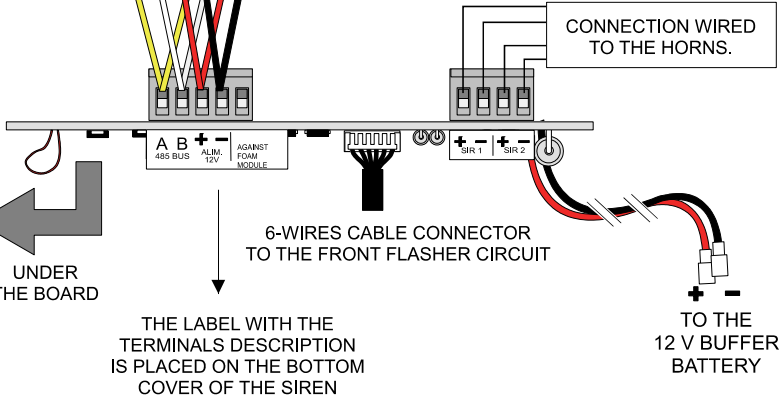 CONNECTION WIRED
TO THE HORNS.
A B + -
485 BUS
ALIM.
12V
AGAINST
FOAM
MODULE
+ - + -
SIR 1
SIR 2
6-WIRES CABLE CONNECTOR
TO THE FRONT FLASHER CIRCUIT
UNDER
THE BOARD
THE LABEL WITH THE
TERMINALS DESCRIPTION
IS PLACED ON THE BOTTOM
COVER OF THE SIREN
+ -
TO THE
12 V BUFFER
BATTERY